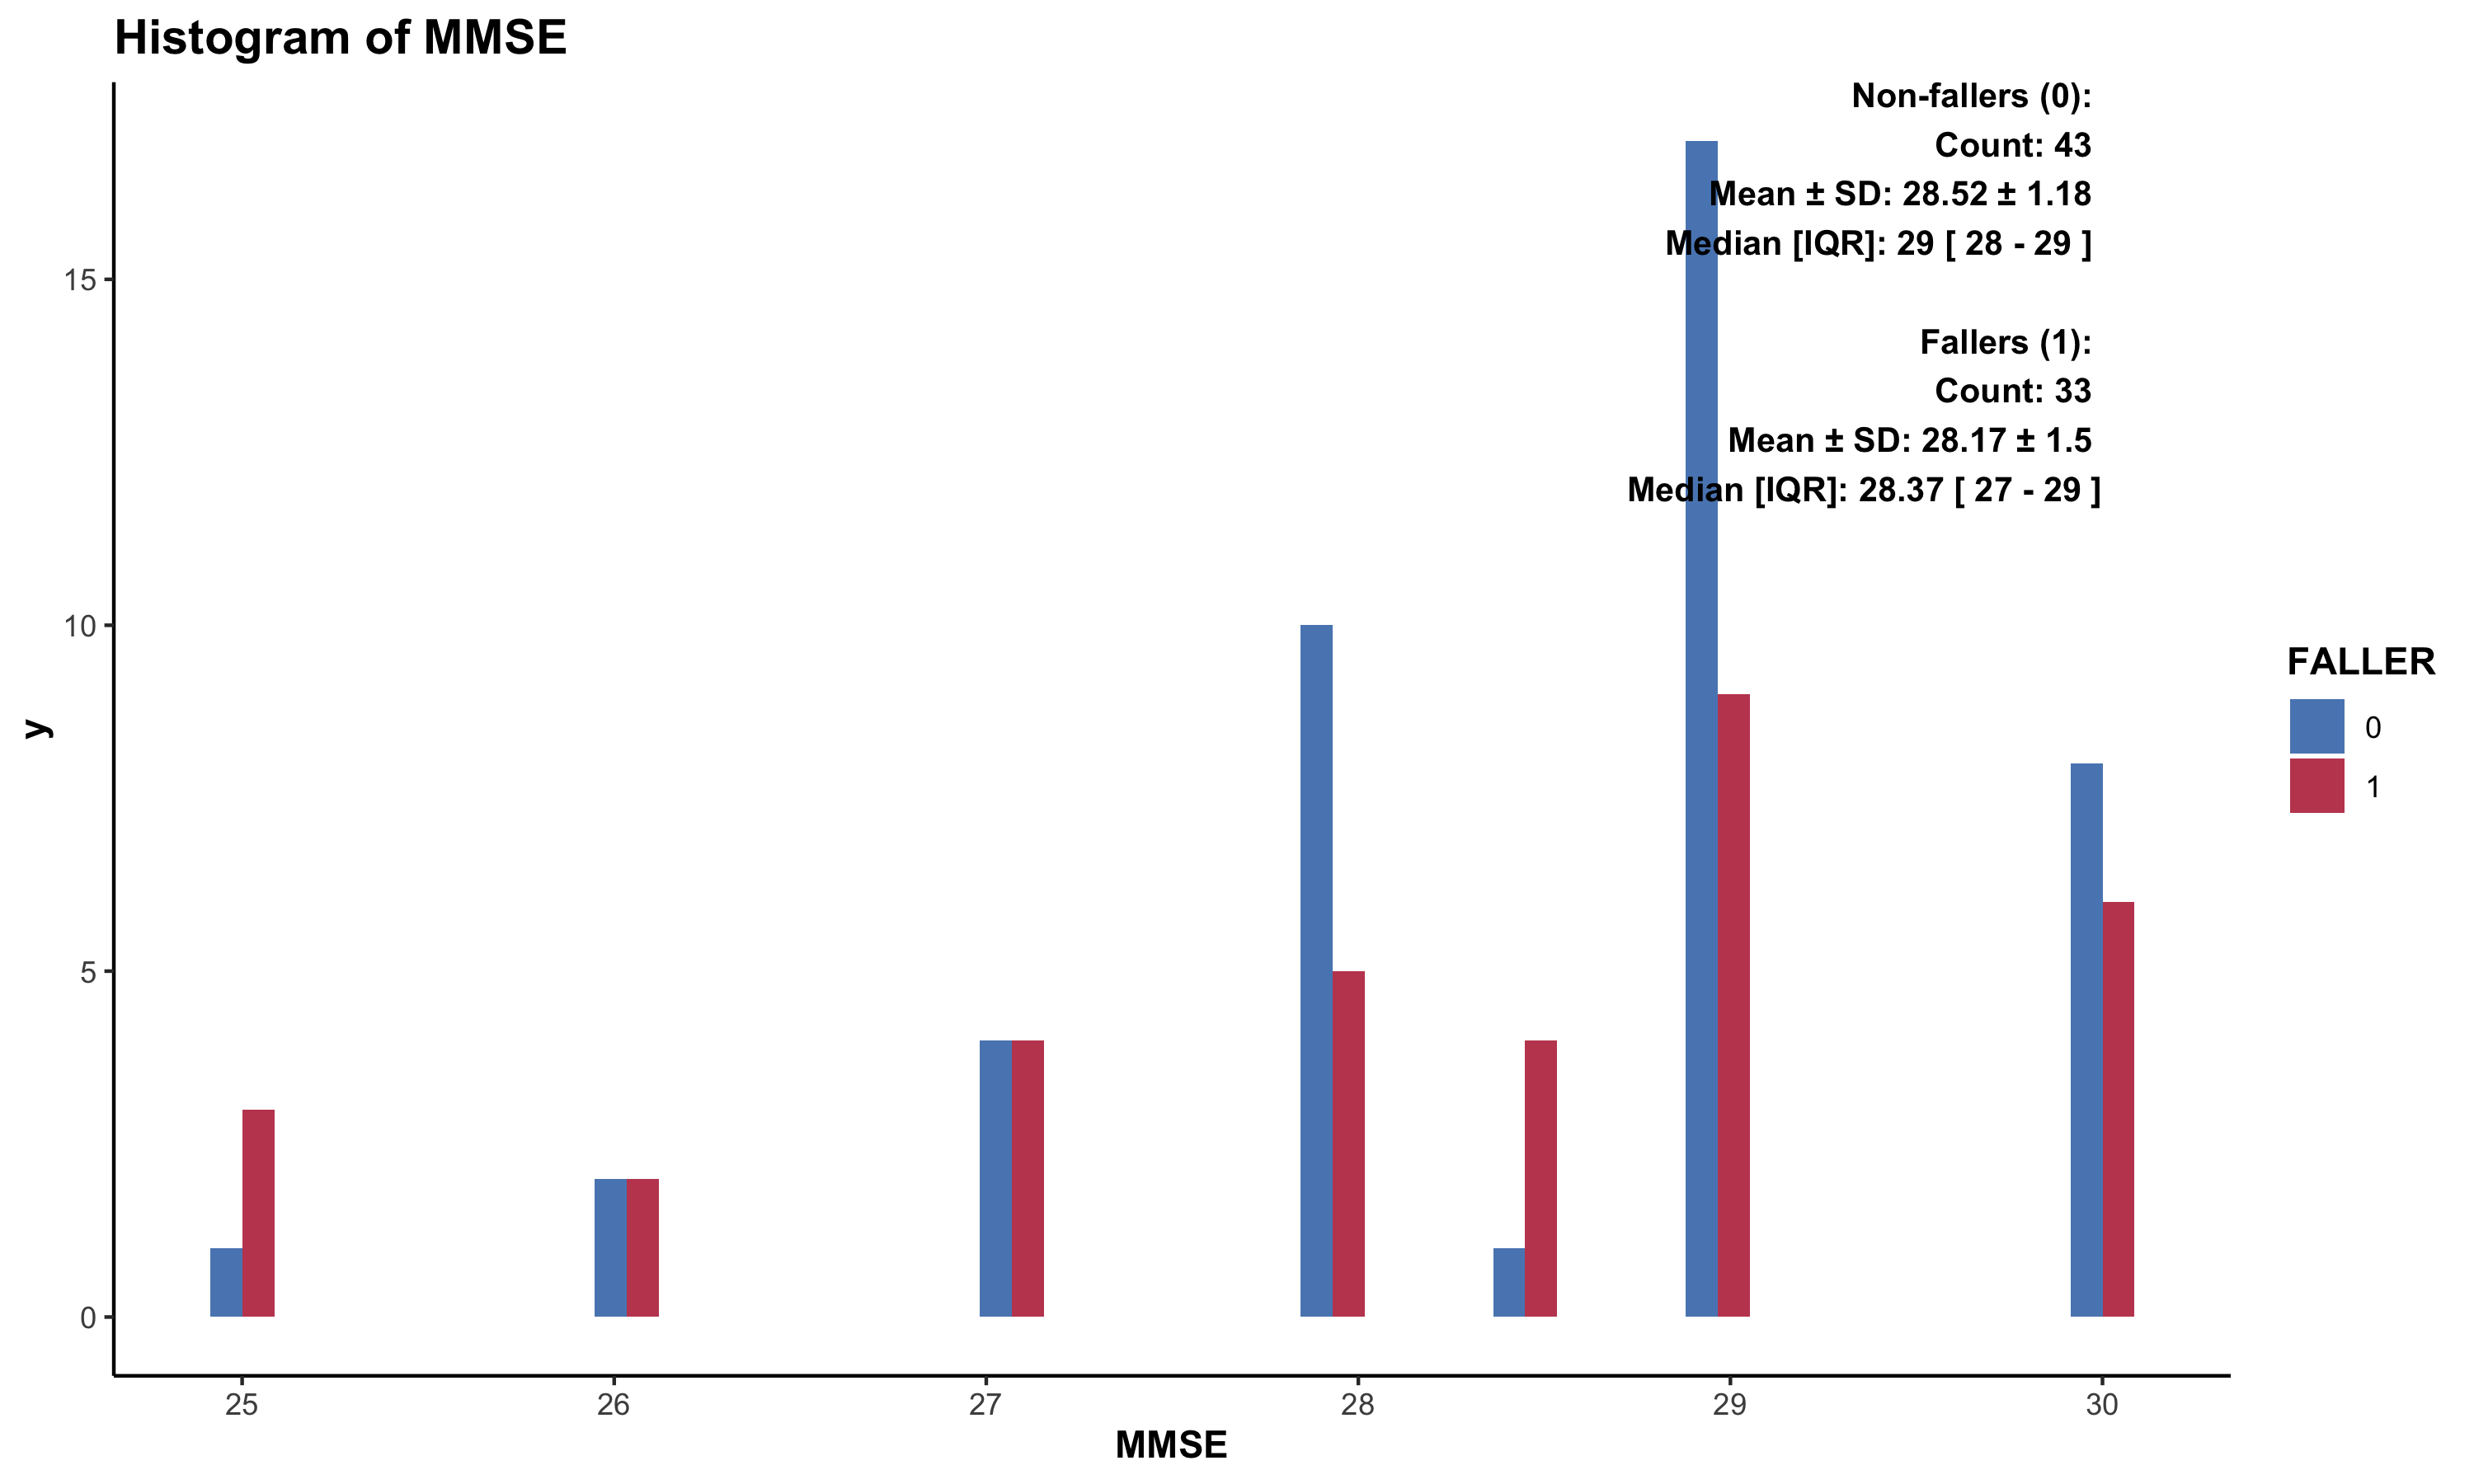 Histogram of MMSE
Non-fallers (0):
Count: 43
Mean ± SD: 28.52 ± 1.18
Median [IQR]: 29 [ 28 - 29 ]
Fallers (1):
Count: 33
Mean ± SD: 28.17 ± 1.5
Median [IQR]: 28.37 [ 27 - 29 ]
15
10
5
0
y
25 26 27 28 29 30
MMSE
FALLER
0
1